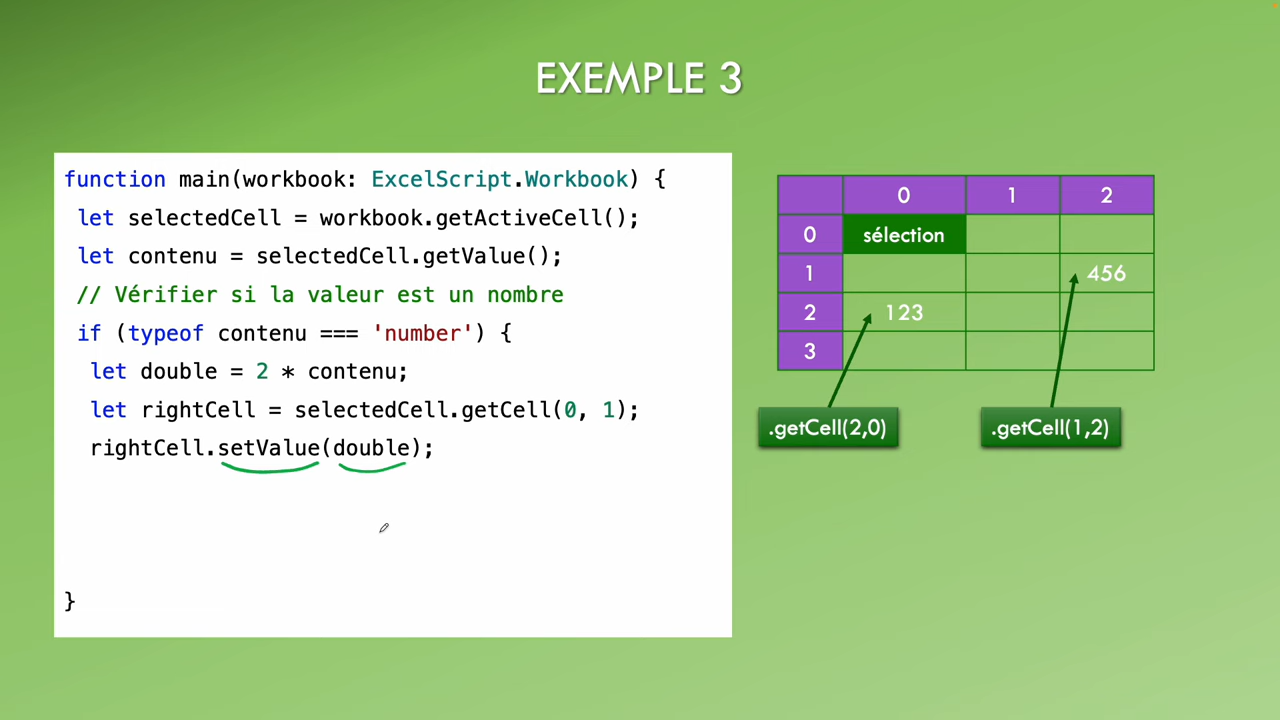 EXEMPLE 3
function main(workbook: ExcelScript.Workbook) {
let selectedCell = workbook.getActiveCell();
let contenu = selectedCell.getValue();
// Vérifier si la valeur est un nombre
if (typeof contenu === 'number') {
let double = 2 * contenu;
let rightCell = selectedCell.getCell(0, 1);
rightCell.setValue(double);
}
0 1 2
0 sélection
1 456
2 123
3
.getCell(2,0)
.getCell(1,2)